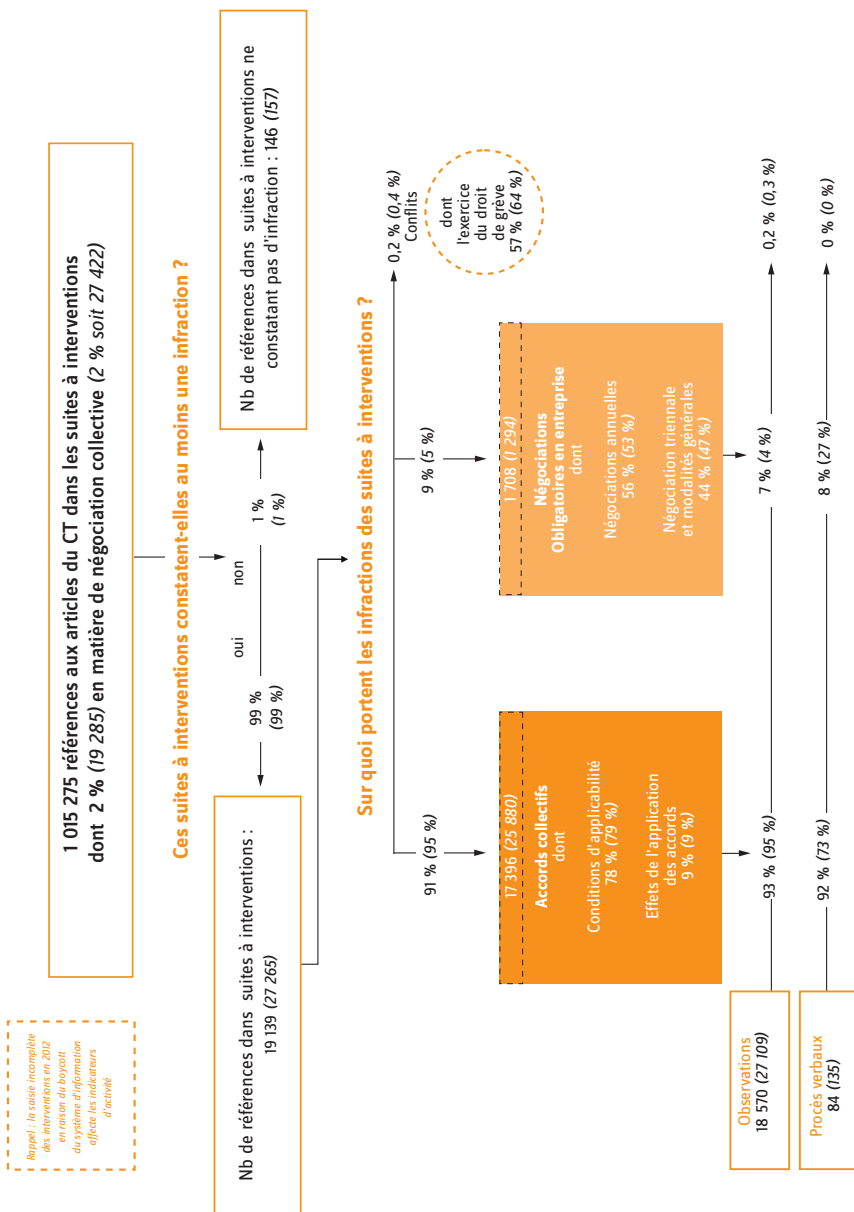 Rappel : la saisie incomplète
des interventions en 2012
en raison du boycott
du système d'information
affecte les indicateurs
d'activité
1 015 275 références aux articles du CT dans les suites à interventions
dont 2 % (19 285) en matière de négociation collective (2 % soit 27 422)
Ces suites à interventions constatent-elles au moins une infraction ?
oui
non
99 %
(99 %)
1 %
(1 %)
Nb de références dans suites à interventions :
19 139 (27 265)
Nb de références dans suites à interventions ne
constatant pas d'infraction : 146 (157)
Sur quoi portent les infractions des suites à interventions ?
91 % (95 %)
9 % (5 %)
0,2 % (0,4 %)
Conflits
dont
l'exercice
du droit
de grève
57 % (64 %)
17 396 (25 880)
Accords collectifs
dont
Conditions d'applicabilité
78 % (79 %)
Effets de l'application
des accords
9 % (9 %)
1 708 (1 294)
Négociations
Obligatoires en entreprise
dont
Négociations annuelles
56 % (53 %)
Négociation triennale
et modalités générales
44 % (47 %)
Observations
18 570 (27 109)
93 % (95 %)
7 % (4 %)
0,2 % (0,3 %)
Procès verbaux
84 (135)
92 % (73 %)
8 % (27 %)
0 % (0 %)